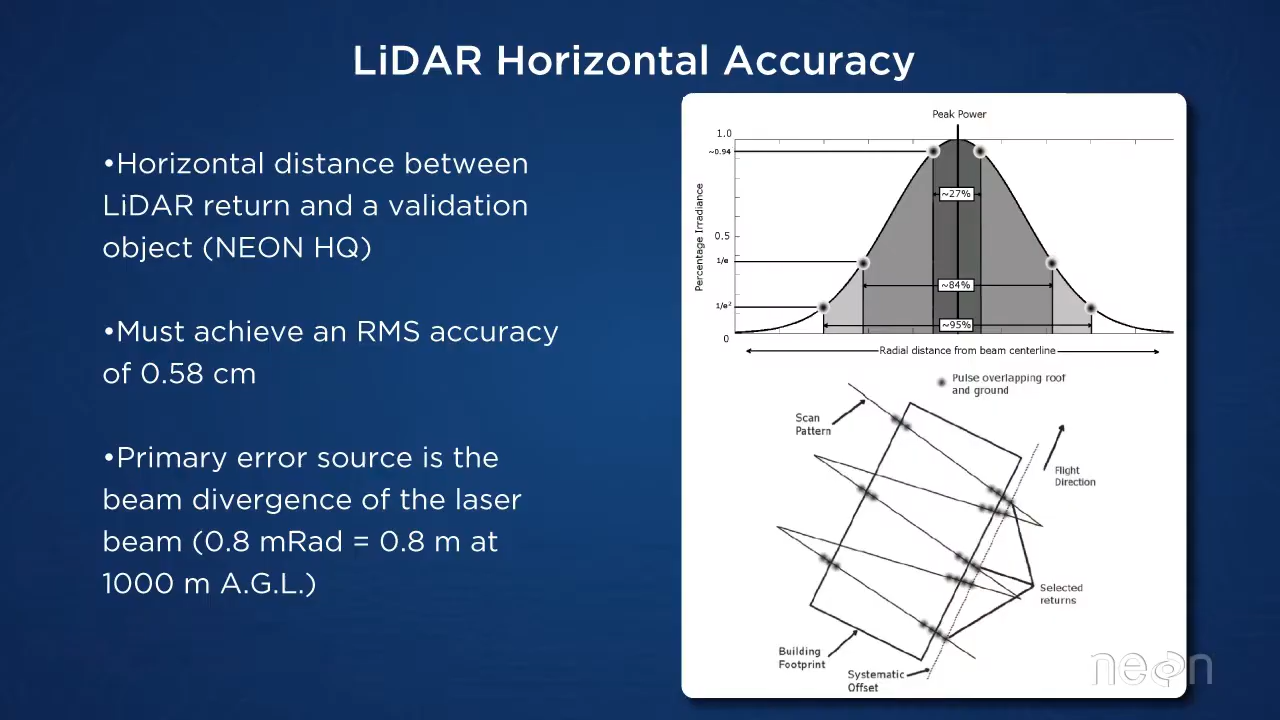 LiDAR Horizontal Accuracy
•Horizontal distance between
LiDAR return and a validation
object (NEON HQ)
•Must achieve an RMS accuracy
of 0.58 cm
•Primary error source is the
beam divergence of the laser
beam (0.8 mRad = 0.8 m at
1000 m A.G.L.)
Peak Power
1.0
~0.94
~27%
Percentage Irradiance
0.5
1/e
~84%
1/e²
~95%
0
Radial distance from beam centerline
Pulse overlapping roof
and ground
Scan
Pattern
Flight
Direction
Selected
returns
Building
Footprint
Systematic
Offset
neon